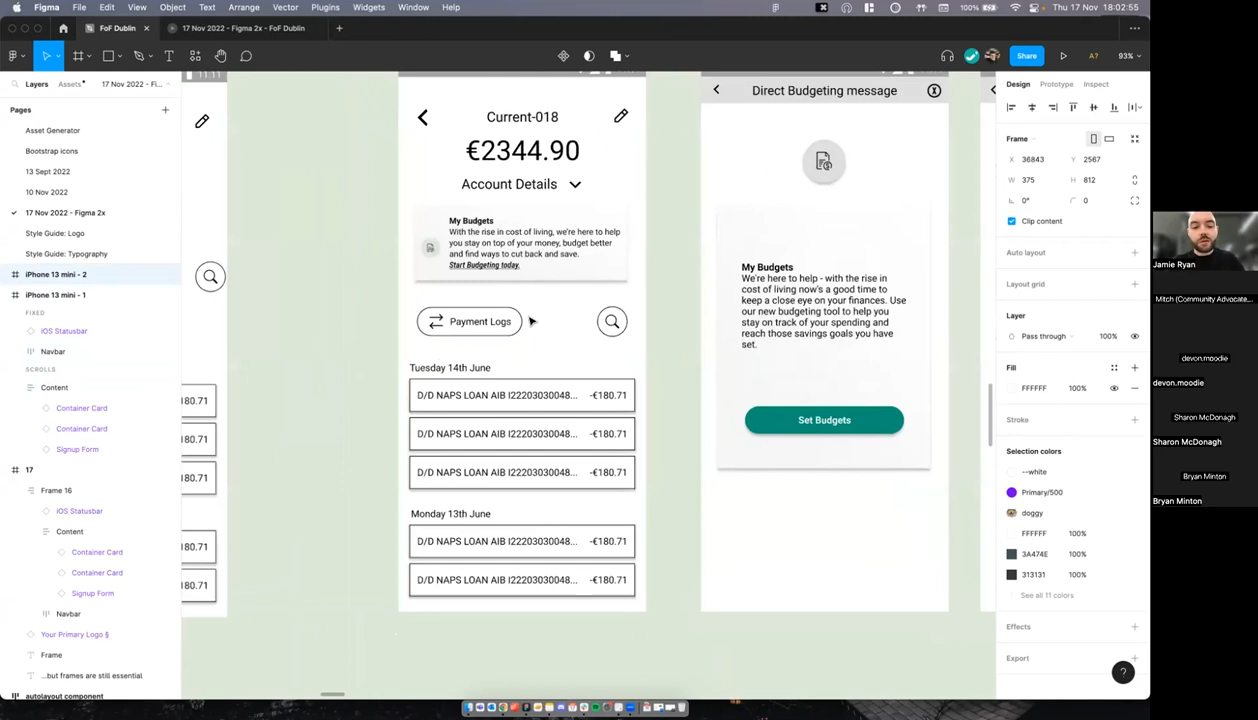 Figma File Edit View Object Text Arrange Vector Plugins Widgets Window Help 100% Thu 17 Nov 18:02:55
FoF Dublin
17 Nov 2022 - Figma 2x - FoF Dublin
Share
A?
93%
Layers
Assets
17 Nov 2022 - Fi...
Pages
Asset Generator
Bootstrap icons
13 Sept 2022
10 Nov 2022
17 Nov 2022 - Figma 2x
Style Guide: Logo
Style Guide: Typography
iPhone 13 mini - 2
iPhone 13 mini - 1
FIXED
iOS Statusbar
Navbar
SCROLLS
Content
Container Card
Container Card
Signup Form
17
Frame 16
iOS Statusbar
Content
Container Card
Container Card
Signup Form
Navbar
Your Primary Logo §
Frame
...but frames are still essential
autolayout component
11:11
180.71
180.71
180.71
180.71
180.71
Current-018
€2344.90
Account Details
My Budgets
With the rise in cost of living, we're here to help
you stay on top of your money, budget better
and find ways to cut back and save.
Start Budgeting today.
Payment Logs
Tuesday 14th June
D/D NAPS LOAN AIB I22203030048... -€180.71
D/D NAPS LOAN AIB I22203030048... -€180.71
D/D NAPS LOAN AIB I22203030048... -€180.71
Monday 13th June
D/D NAPS LOAN AIB I22203030048... -€180.71
D/D NAPS LOAN AIB I22203030048... -€180.71
Direct Budgeting message
My Budgets
We're here to help - with the rise in
cost of living now's a good time to
keep a close eye on your finances. Use
our new budgeting tool to help you
stay on track of your spending and
reach those savings goals you have
set.
Set Budgets
Design
Prototype
Inspect
Frame
X 36843 Y 2567
W 375 H 812
0° 0
Clip content
Auto layout
Layout grid
Layer
Pass through 100%
Fill
FFFFFF 100%
Stroke
Selection colors
--white
Primary/500
doggy
FFFFFF 100%
3A474E 100%
313131 100%
See all 11 colors
Effects
Export
?
Jamie Ryan
Mitch (Community Advocate,...
devon.moodie
devon.moodie
Sharon McDonagh
Sharon McDonagh
Bryan Minton
Bryan Minton